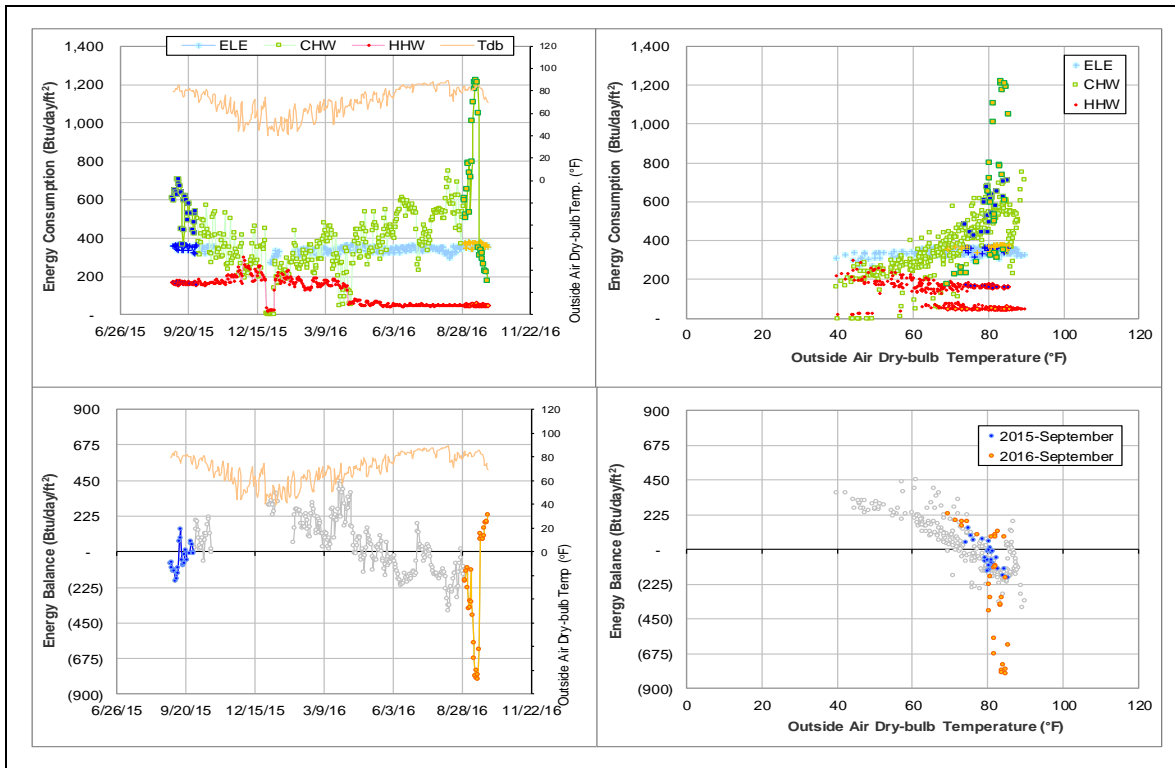 ELE CHW HHW Tdb
Energy Consumption (Btu/day/ft²)
1,400
1,200
1,000
800
600
400
200
-
120
100
80
60
40
20
0
Outside Air Dry-bulb Temp. (°F)
6/26/15 9/20/15 12/15/15 3/9/16 6/3/16 8/28/16 11/22/16
Energy Consumption (Btu/day/ft²)
1,400
1,200
1,000
800
600
400
200
-
ELE
CHW
HHW
0 20 40 60 80 100 120
Outside Air Dry-bulb Temperature (°F)
Energy Balance (Btu/day/ft²)
900
675
450
225
-
(225)
(450)
(675)
(900)
120
100
80
60
40
20
0
Outside Air Dry-bulb Temp (°F)
6/26/15 9/20/15 12/15/15 3/9/16 6/3/16 8/28/16 11/22/16
Energy Balance (Btu/day/ft²)
900
675
450
225
-
(225)
(450)
(675)
(900)
2015-September
2016-September
0 20 40 60 80 100 120
Outside Air Dry-bulb Temperature (°F)